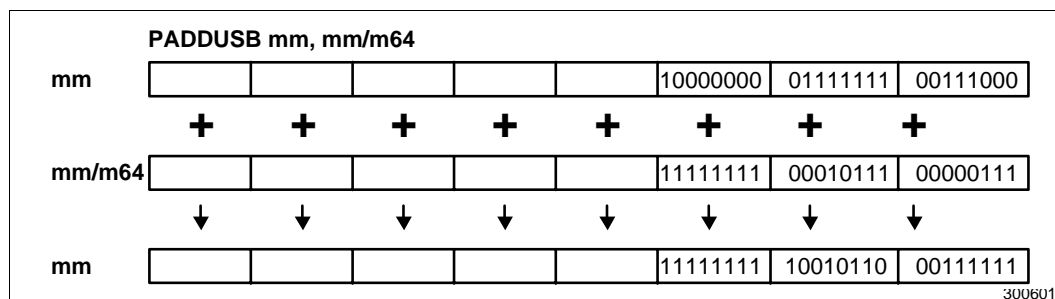 PADDUSB mm, mm/m64
mm 10000000 01111111 00111000
+ + + + + + + +
mm/m64 11111111 00010111 00000111
mm 11111111 10010110 00111111
300601